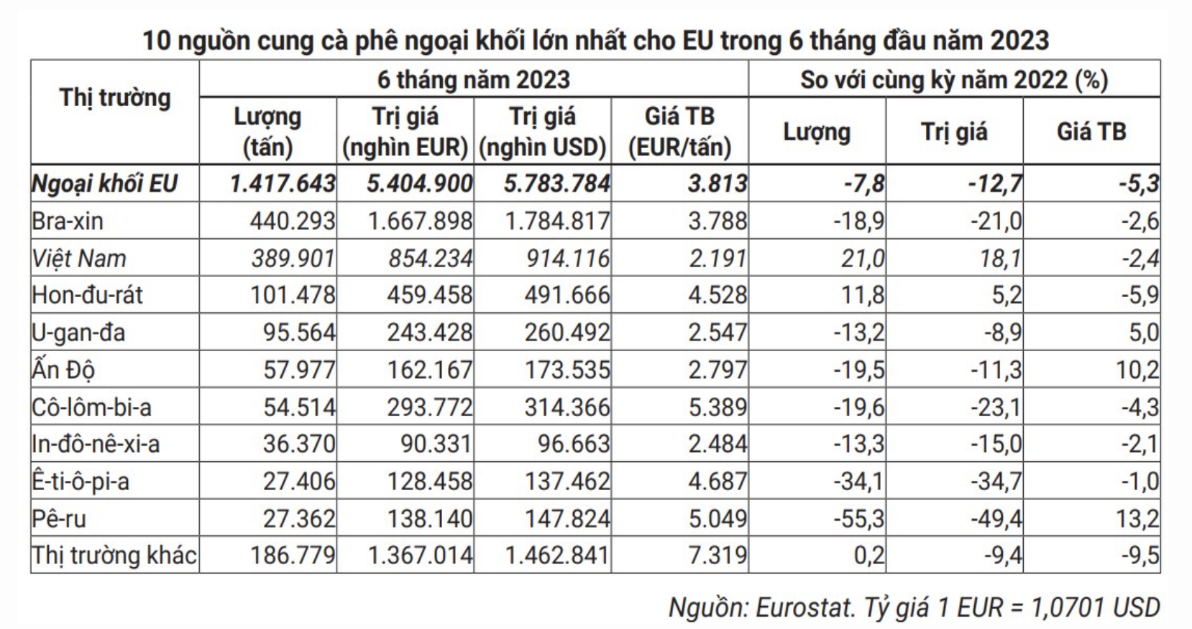 10 nguồn cung cà phê ngoại khối lớn nhất cho EU trong 6 tháng đầu năm 2023
Thị trường 6 tháng năm 2023 So với cùng kỳ năm 2022 (%)
Lượng (tấn) Trị giá (nghìn EUR) Trị giá (nghìn USD) Giá TB (EUR/tấn) Lượng Trị giá Giá TB
Ngoại khối EU 1.417.643 5.404.900 5.783.784 3.813 -7,8 -12,7 -5,3
Bra-xin 440.293 1.667.898 1.784.817 3.788 -18,9 -21,0 -2,6
Việt Nam 389.901 854.234 914.116 2.191 21,0 18,1 -2,4
Hon-đu-rát 101.478 459.458 491.666 4.528 11,8 5,2 -5,9
U-gan-đa 95.564 243.428 260.492 2.547 -13,2 -8,9 5,0
Ấn Độ 57.977 162.167 173.535 2.797 -19,5 -11,3 10,2
Cô-lôm-bi-a 54.514 293.772 314.366 5.389 -19,6 -23,1 -4,3
In-đô-nê-xi-a 36.370 90.331 96.663 2.484 -13,3 -15,0 -2,1
Ê-ti-ô-pi-a 27.406 128.458 137.462 4.687 -34,1 -34,7 -1,0
Pê-ru 27.362 138.140 147.824 5.049 -55,3 -49,4 13,2
Thị trường khác 186.779 1.367.014 1.462.841 7.319 0,2 -9,4 -9,5
Nguồn: Eurostat. Tỷ giá 1 EUR = 1,0701 USD